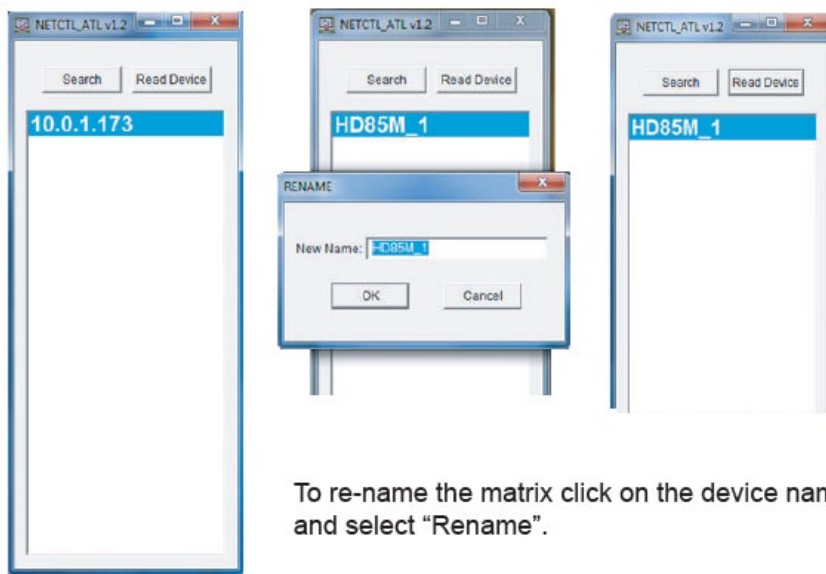 NETCTL_ATL v1.2
Search Read Device
10.0.1.173
NETCTL_ATL v1.2
Search Read Device
HD85M_1
RENAME
New Name: HD85M_1
OK Cancel
NETCTL_ATL v1.2
Search Read Device
HD85M_1
To re-name the matrix click on the device nam
and select “Rename”.